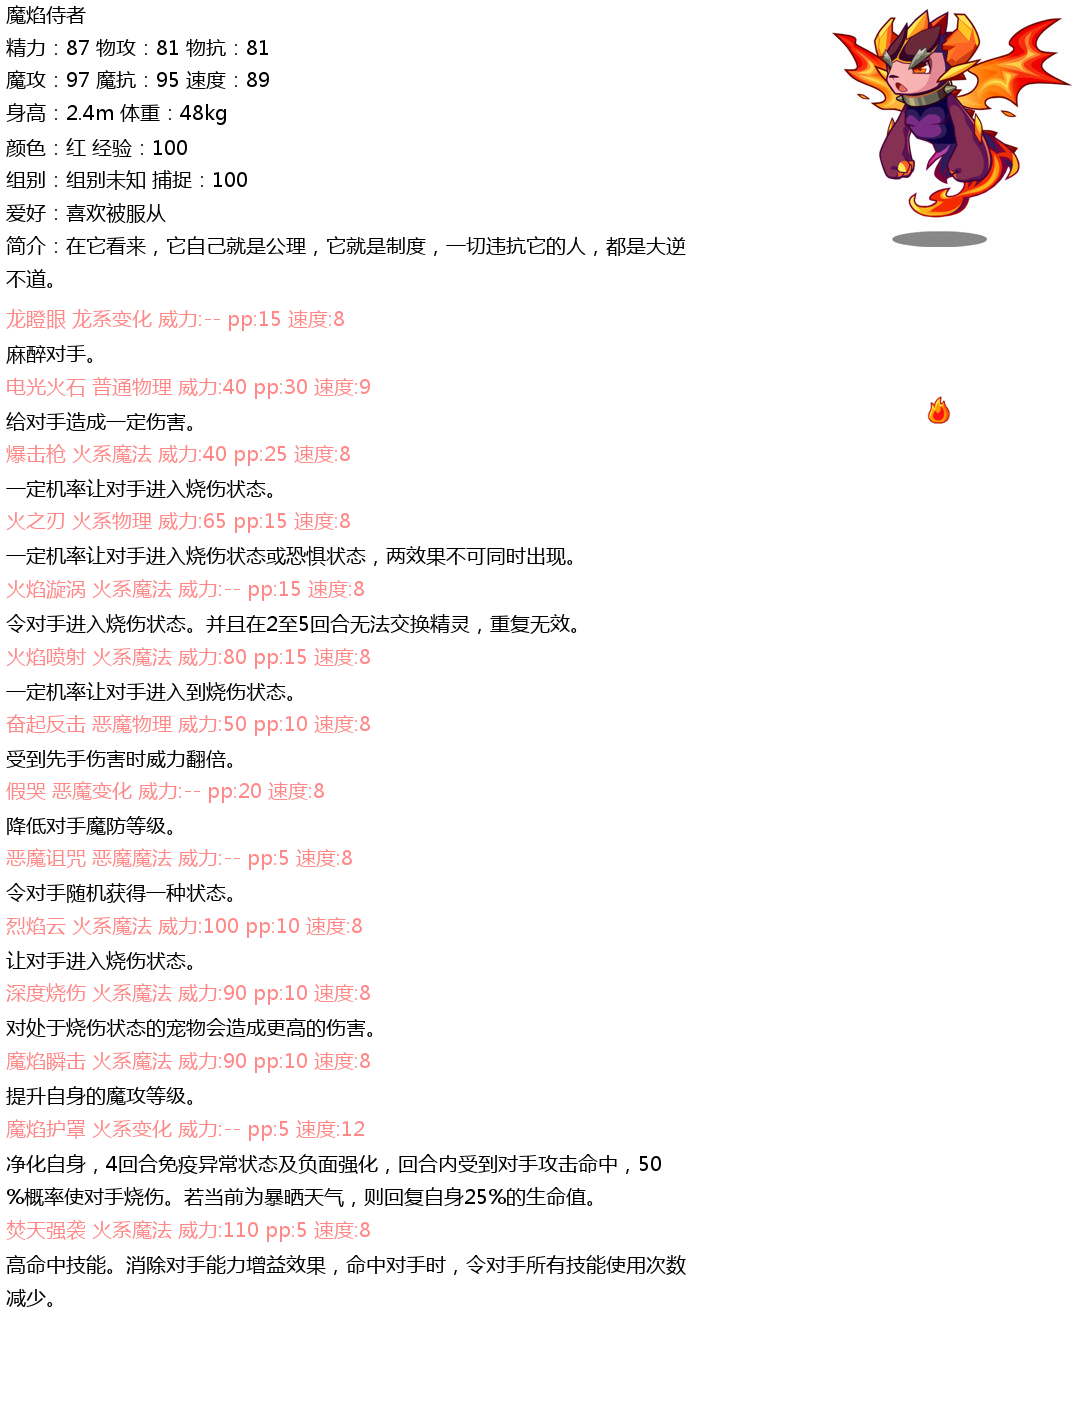 魔焰侍者
精力：87 物攻：81 物抗：81
魔攻：97 魔抗：95 速度：89
身高：2.4m 体重：48kg
颜色：红 经验：100
组别：组别未知 捕捉：100
爱好：喜欢被服从
简介：在它看来，它自己就是公理，它就是制度，一切违抗它的人，都是大逆
不道。
龙瞪眼 龙系变化 威力:-- pp:15 速度:8
麻醉对手。
电光火石 普通物理 威力:40 pp:30 速度:9
给对手造成一定伤害。
爆击枪 火系魔法 威力:40 pp:25 速度:8
一定机率让对手进入烧伤状态。
火之刃 火系物理 威力:65 pp:15 速度:8
一定机率让对手进入烧伤状态或恐惧状态，两效果不可同时出现。
火焰漩涡 火系魔法 威力:-- pp:15 速度:8
令对手进入烧伤状态。并且在2至5回合无法交换精灵，重复无效。
火焰喷射 火系魔法 威力:80 pp:15 速度:8
一定机率让对手进入到烧伤状态。
奋起反击 恶魔物理 威力:50 pp:10 速度:8
受到先手伤害时威力翻倍。
假哭 恶魔变化 威力:-- pp:20 速度:8
降低对手魔防等级。
恶魔诅咒 恶魔魔法 威力:-- pp:5 速度:8
令对手随机获得一种状态。
烈焰云 火系魔法 威力:100 pp:10 速度:8
让对手进入烧伤状态。
深度烧伤 火系魔法 威力:90 pp:10 速度:8
对处于烧伤状态的宠物会造成更高的伤害。
魔焰瞬击 火系魔法 威力:90 pp:10 速度:8
提升自身的魔攻等级。
魔焰护罩 火系变化 威力:-- pp:5 速度:12
净化自身，4回合免疫异常状态及负面强化，回合内受到对手攻击命中，50
%概率使对手烧伤。若当前为暴晒天气，则回复自身25%的生命值。
焚天强袭 火系魔法 威力:110 pp:5 速度:8
高命中技能。消除对手能力增益效果，命中对手时，令对手所有技能使用次数
减少。